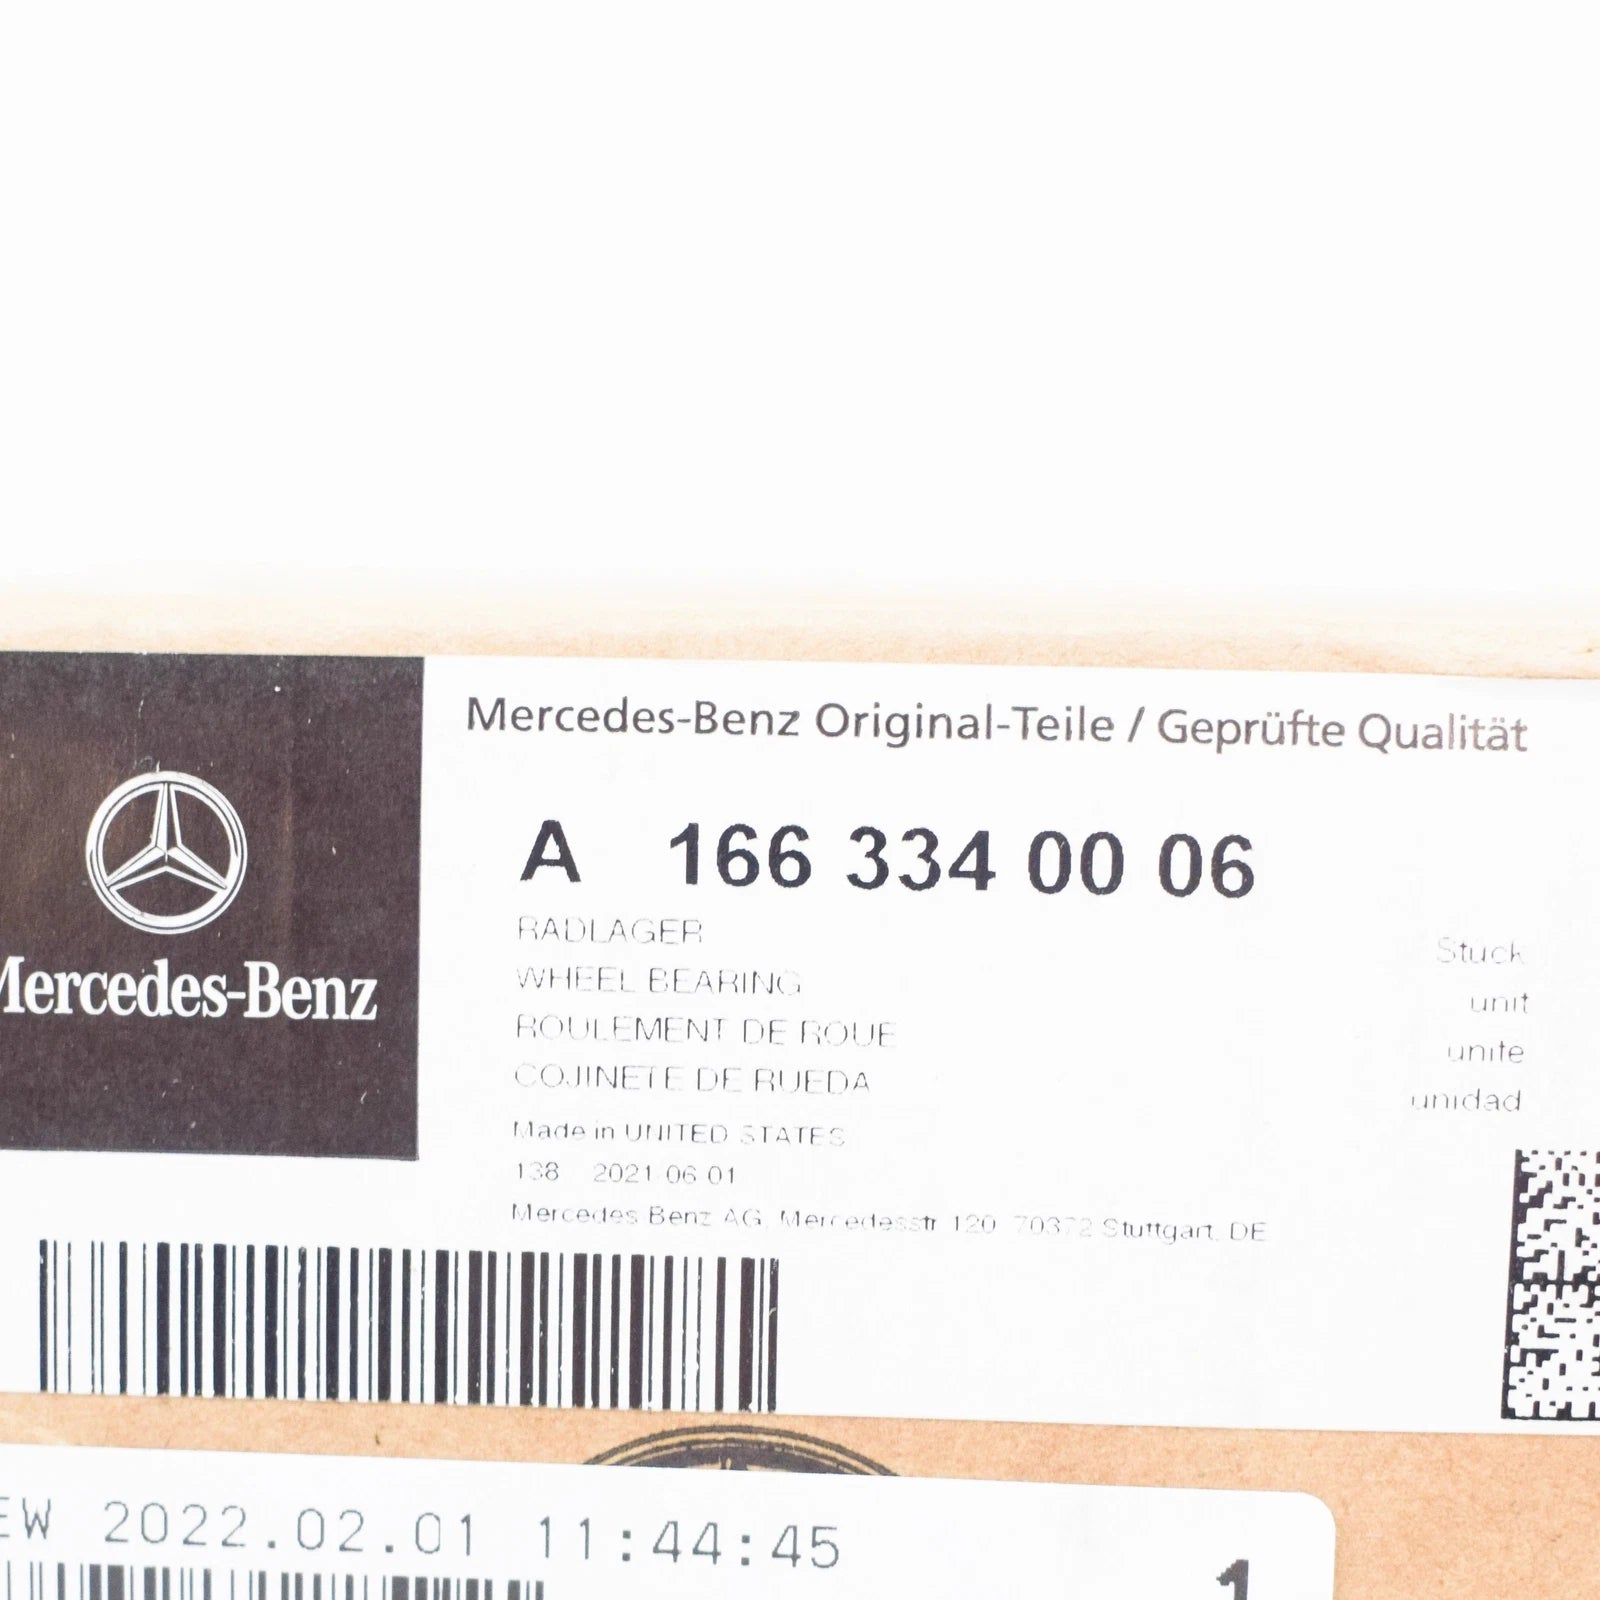 Mercedes-Benz Original-Teile / Geprüfte Qualität
A 166 334 00 06
RADLAGER
WHEEL BEARING
ROULEMENT DE ROUE
COJINETE DE RUEDA
Stuck
unit
unite
unidad
Made in UNITED STATES
138 2021 06 01
Mercedes Benz AG, Mercedesstr 120 70372 Stuttgart, DE
Mercedes-Benz
EW 2022.02.01 11:44:45
1